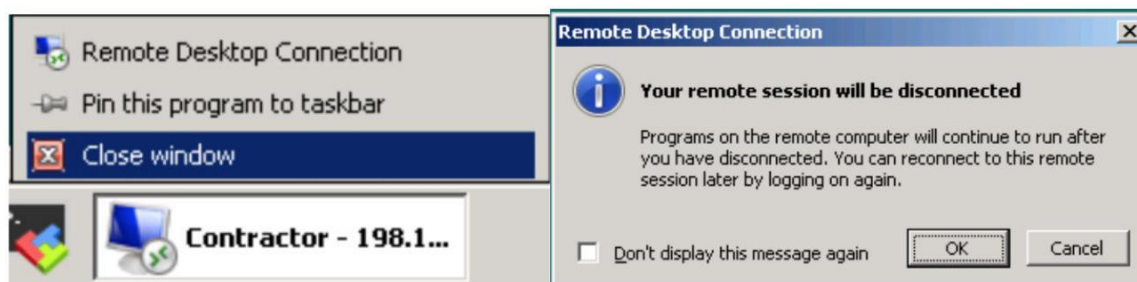 Remote Desktop Connection
Pin this program to taskbar
Close window
Contractor - 198.1...
Remote Desktop Connection
Your remote session will be disconnected
Programs on the remote computer will continue to run after
you have disconnected. You can reconnect to this remote
session later by logging on again.
Don't display this message again
OK
Cancel